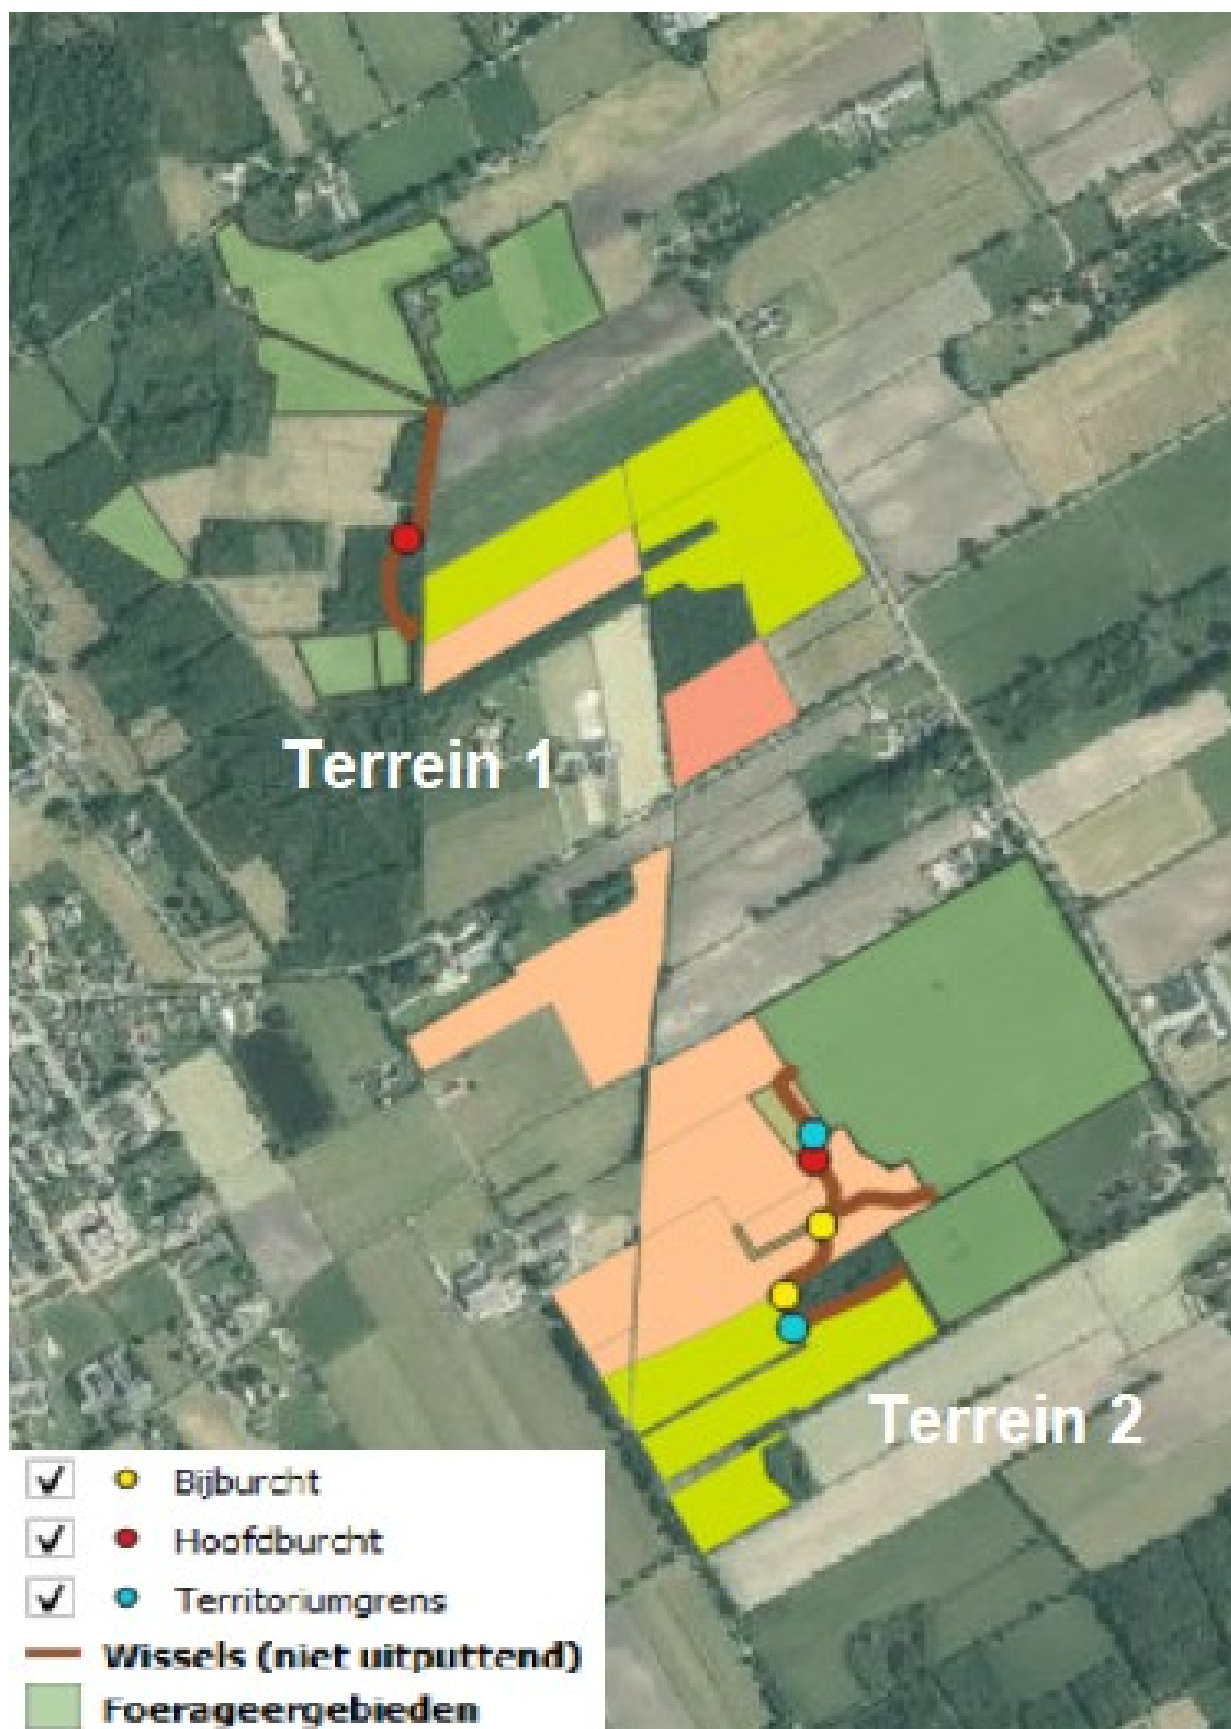 Terrein 1
Terrein 2
Bijburcht
Hoofdburcht
Territoriumgrens
Wissels (niet uitputtend)
Foerageergebieden